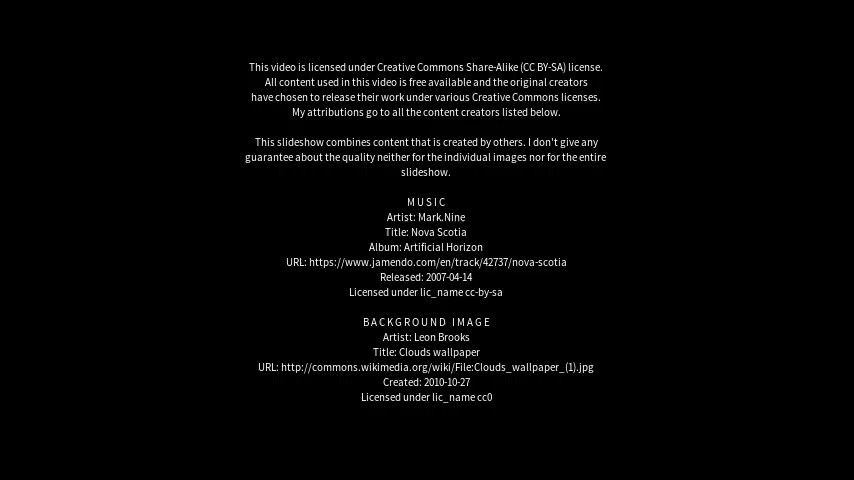 This video is licensed under Creative Commons Share-Alike (CC BY-SA) license.
All content used in this video is free available and the original creators
have chosen to release their work under various Creative Commons licenses.
My attributions go to all the content creators listed below.
This slideshow combines content that is created by others. I don't give any
guarantee about the quality neither for the individual images nor for the entire
slideshow.
MUSIC
Artist: Mark.Nine
Title: Nova Scotia
Album: Artificial Horizon
URL: https://www.jamendo.com/en/track/42737/nova-scotia
Released: 2007-04-14
Licensed under lic_name cc-by-sa
BACKGROUND IMAGE
Artist: Leon Brooks
Title: Clouds wallpaper
URL: http://commons.wikimedia.org/wiki/File:Clouds_wallpaper_(1).jpg
Created: 2010-10-27
Licensed under lic_name cc0